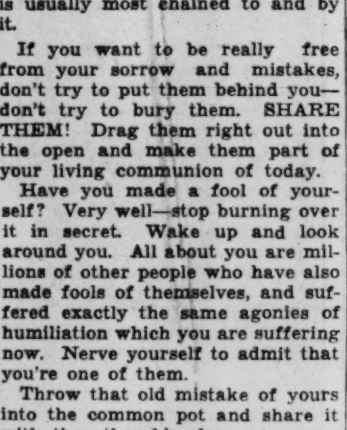 is usually most chained to and by
it.
If you want to be really free
from your sorrow and mistakes,
don't try to put them behind you—
don't try to bury them. SHARE
THEM! Drag them right out into
the open and make them part of
your living communion of today.
Have you made a fool of your-
self? Very well—stop burning over
it in secret. Wake up and look
around you. All about you are mil-
lions of other people who have also
made fools of themselves, and suf-
fered exactly the same agonies of
humiliation which you are suffering
now. Nerve yourself to admit that
you're one of them.
Throw that old mistake of yours
into the common pot and share it